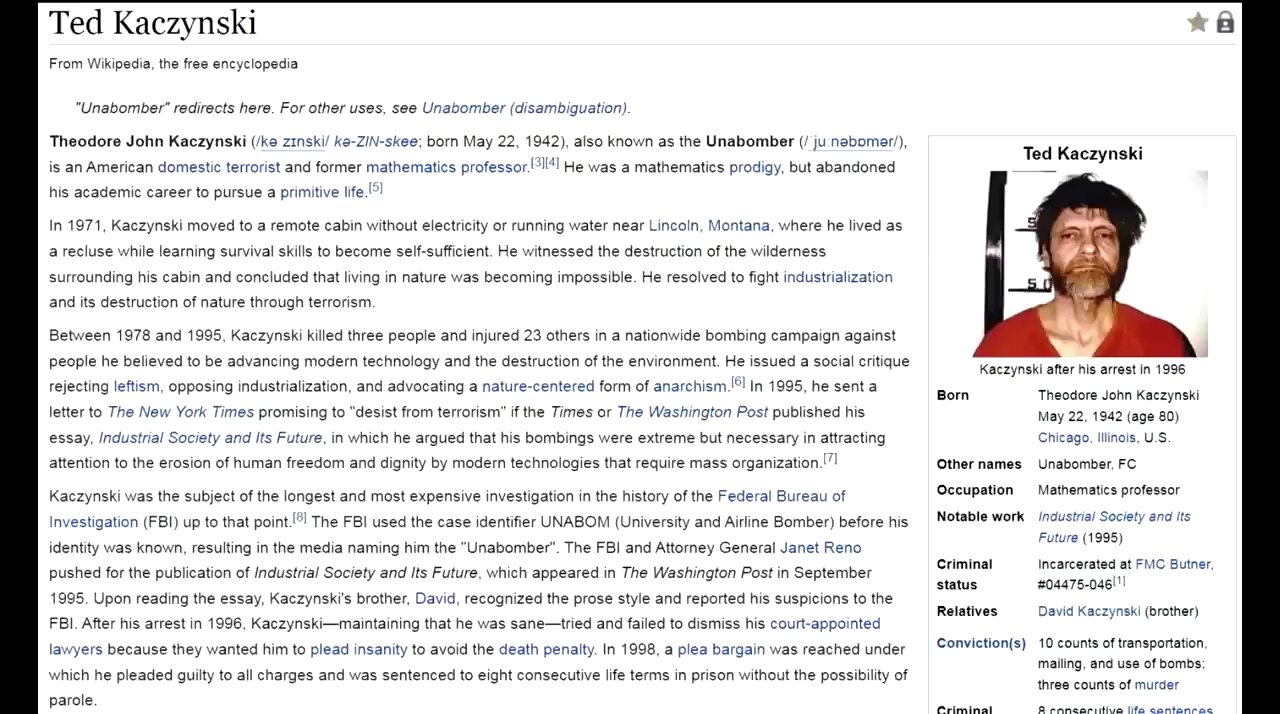 Ted Kaczynski
From Wikipedia, the free encyclopedia
"Unabomber" redirects here. For other uses, see Unabomber (disambiguation).
Theodore John Kaczynski (/kəˈzɪnski/ kə-ZIN-skee; born May 22, 1942), also known as the Unabomber (/ˈjuːnəbɒmər/),
is an American domestic terrorist and former mathematics professor.[3][4] He was a mathematics prodigy, but abandoned
his academic career to pursue a primitive life.[5]
In 1971, Kaczynski moved to a remote cabin without electricity or running water near Lincoln, Montana, where he lived as
a recluse while learning survival skills to become self-sufficient. He witnessed the destruction of the wilderness
surrounding his cabin and concluded that living in nature was becoming impossible. He resolved to fight industrialization
and its destruction of nature through terrorism.
Between 1978 and 1995, Kaczynski killed three people and injured 23 others in a nationwide bombing campaign against
people he believed to be advancing modern technology and the destruction of the environment. He issued a social critique
rejecting leftism, opposing industrialization, and advocating a nature-centered form of anarchism.[6] In 1995, he sent a
letter to The New York Times promising to "desist from terrorism" if the Times or The Washington Post published his
essay, Industrial Society and Its Future, in which he argued that his bombings were extreme but necessary in attracting
attention to the erosion of human freedom and dignity by modern technologies that require mass organization.[7]
Kaczynski was the subject of the longest and most expensive investigation in the history of the Federal Bureau of
Investigation (FBI) up to that point.[8] The FBI used the case identifier UNABOM (University and Airline Bomber) before his
identity was known, resulting in the media naming him the "Unabomber". The FBI and Attorney General Janet Reno
pushed for the publication of Industrial Society and Its Future, which appeared in The Washington Post in September
1995. Upon reading the essay, Kaczynski's brother, David, recognized the prose style and reported his suspicions to the
FBI. After his arrest in 1996, Kaczynski—maintaining that he was sane—tried and failed to dismiss his court-appointed
lawyers because they wanted him to plead insanity to avoid the death penalty. In 1998, a plea bargain was reached under
which he pleaded guilty to all charges and was sentenced to eight consecutive life terms in prison without the possibility of
parole.
Ted Kaczynski
Kaczynski after his arrest in 1996
Born Theodore John Kaczynski
May 22, 1942 (age 80)
Chicago, Illinois, U.S.
Other names Unabomber, FC
Occupation Mathematics professor
Notable work Industrial Society and Its
Future (1995)
Criminal Incarcerated at FMC Butner,
status #04475-046[1]
Relatives David Kaczynski (brother)
Conviction(s) 10 counts of transportation,
mailing, and use of bombs;
three counts of murder
Criminal 8 consecutive life sentences